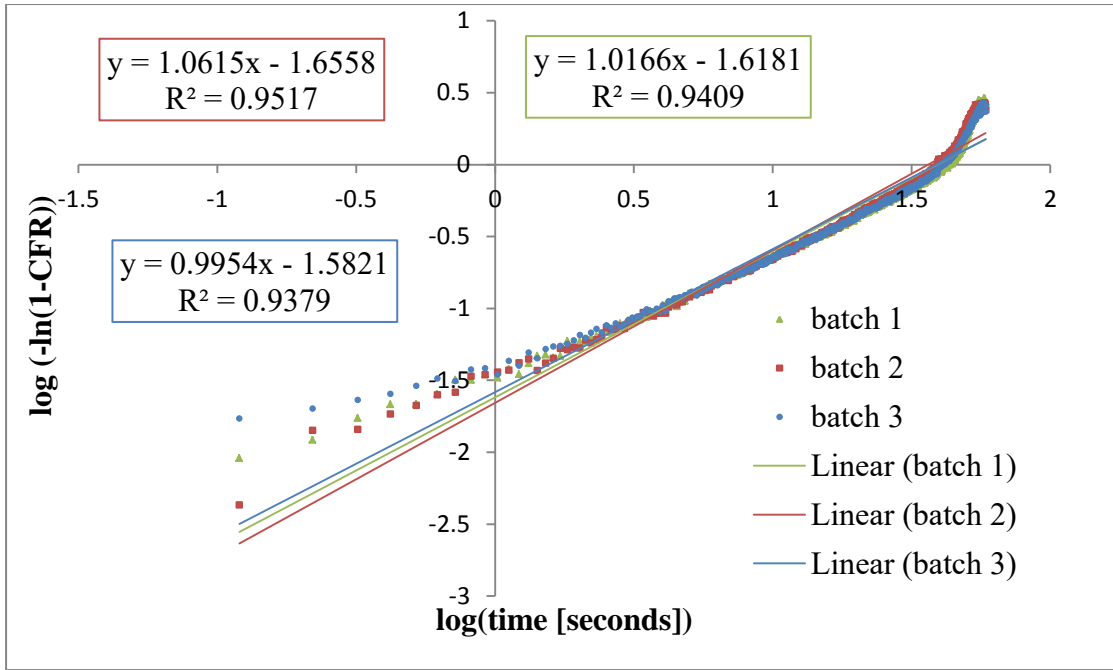 y = 1.0615x - 1.6558
R² = 0.9517
y = 1.0166x - 1.6181
R² = 0.9409
1
0.5
0
-1.5
-1
-0.5
0
0.5
1
1.5
2
-0.5
y = 0.9954x - 1.5821
R² = 0.9379
-1
-1.5
-2
-2.5
-3
log (-ln(1-CFR))
log(time [seconds])
batch 1
batch 2
batch 3
Linear (batch 1)
Linear (batch 2)
Linear (batch 3)